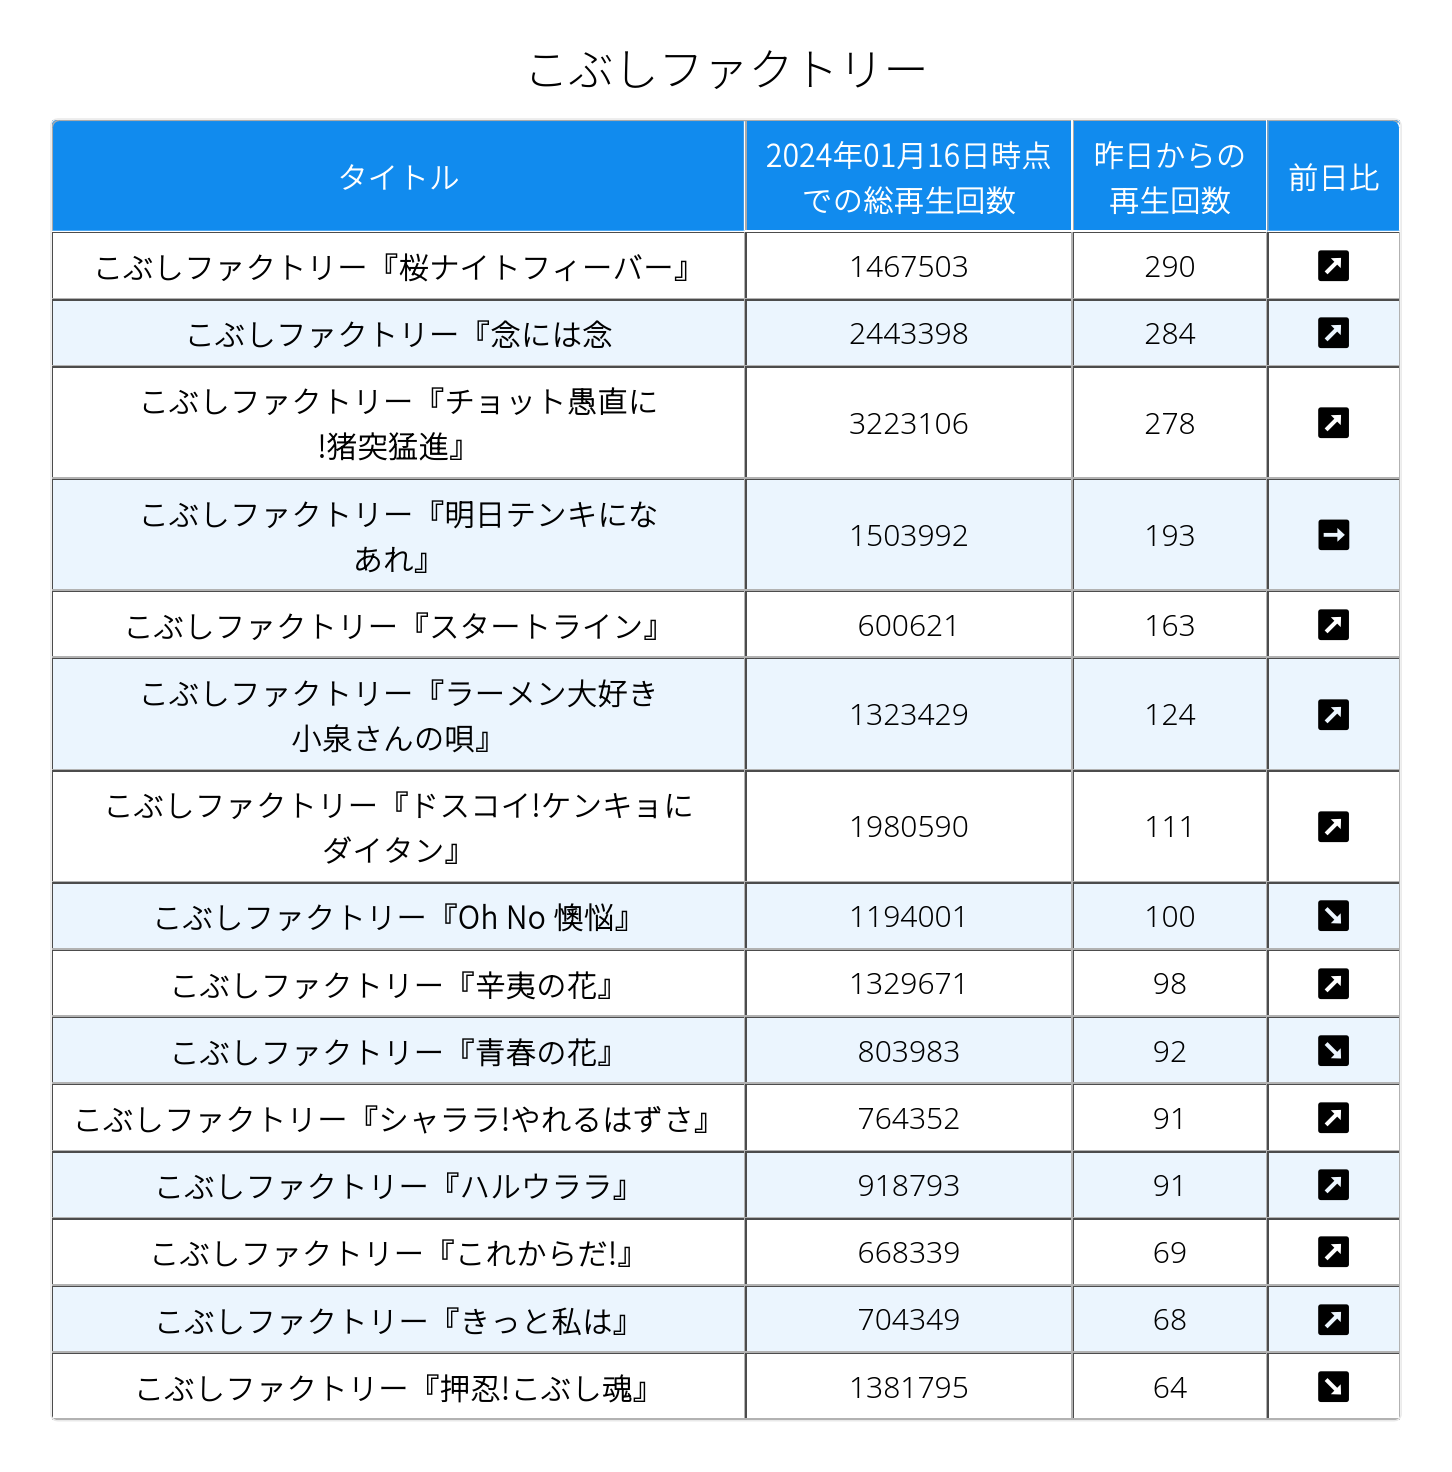 こぶしファクトリー
タイトル
2024年01月16日時点
での総再生回数
昨日からの
再生回数
前日比
こぶしファクトリー『桜ナイトフィーバー』 1467503 290
こぶしファクトリー『念には念 2443398 284
こぶしファクトリー『チョット愚直に
!猪突猛進』 3223106 278
こぶしファクトリー『明日テンキにな
あれ』 1503992 193
こぶしファクトリー『スタートライン』 600621 163
こぶしファクトリー『ラーメン大好き
小泉さんの唄』 1323429 124
こぶしファクトリー『ドスコイ!ケンキョに
ダイタン』 1980590 111
こぶしファクトリー『Oh No 懊悩』 1194001 100
こぶしファクトリー『辛夷の花』 1329671 98
こぶしファクトリー『青春の花』 803983 92
こぶしファクトリー『シャララ!やれるはずさ』 764352 91
こぶしファクトリー『ハルウララ』 918793 91
こぶしファクトリー『これからだ!』 668339 69
こぶしファクトリー『きっと私は』 704349 68
こぶしファクトリー『押忍!こぶし魂』 1381795 64